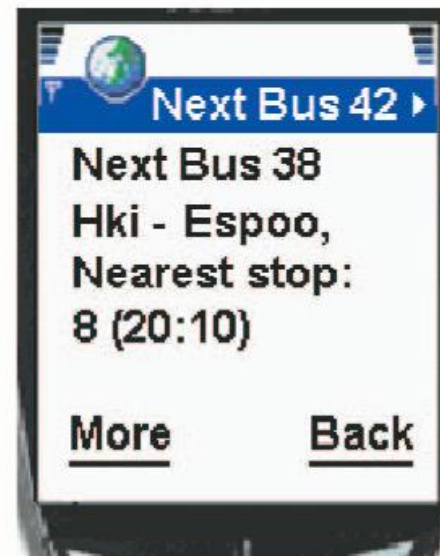 Next Bus 42
Next Bus 38
Hki - Espoo,
Nearest stop:
8 (20:10)
More Back